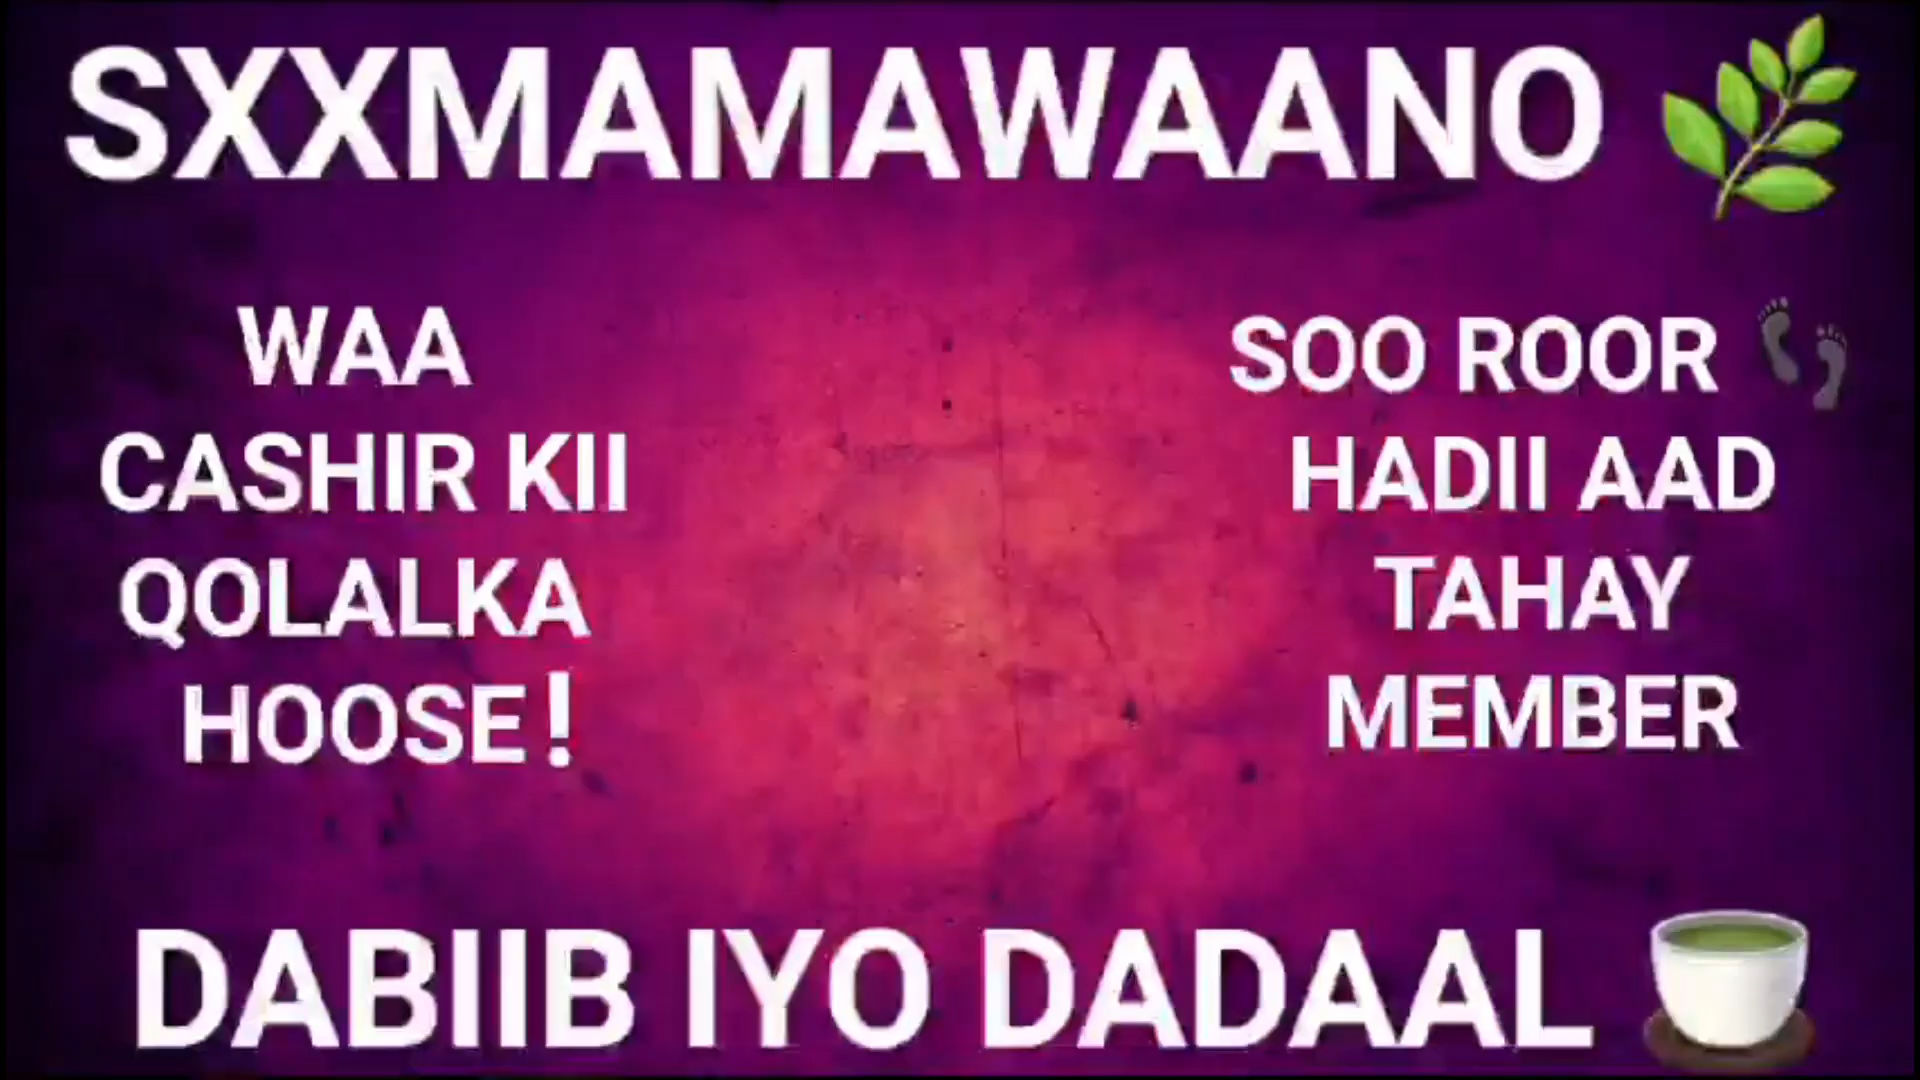 SXXMAMAWAANO
WAA
CASHIR KII
QOLALKA
HOOSE!
SOO ROOR
HADII AAD
TAHAY
MEMBER
DABIIB IYO DADAAL